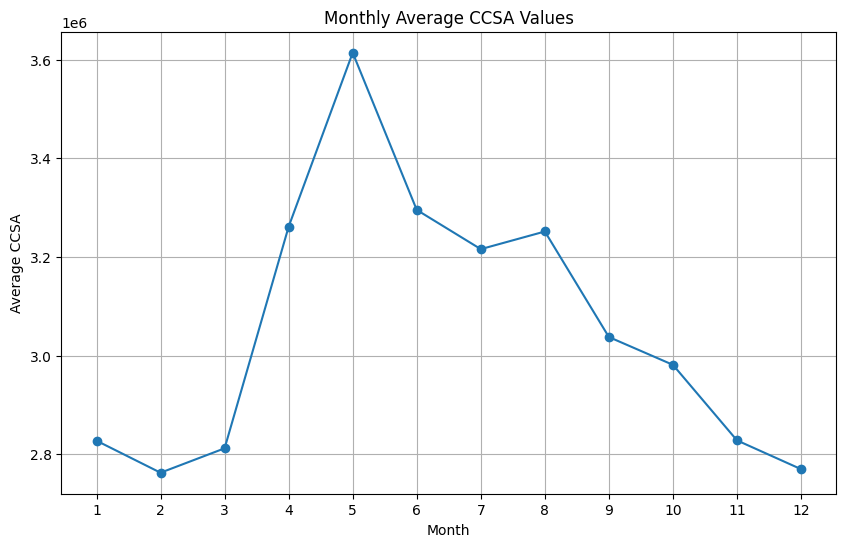 Monthly Average CCSA Values
1e6
3.6
3.4
3.2
3.0
2.8
Average CCSA
1 2 3 4 5 6 7 8 9 10 11 12
Month